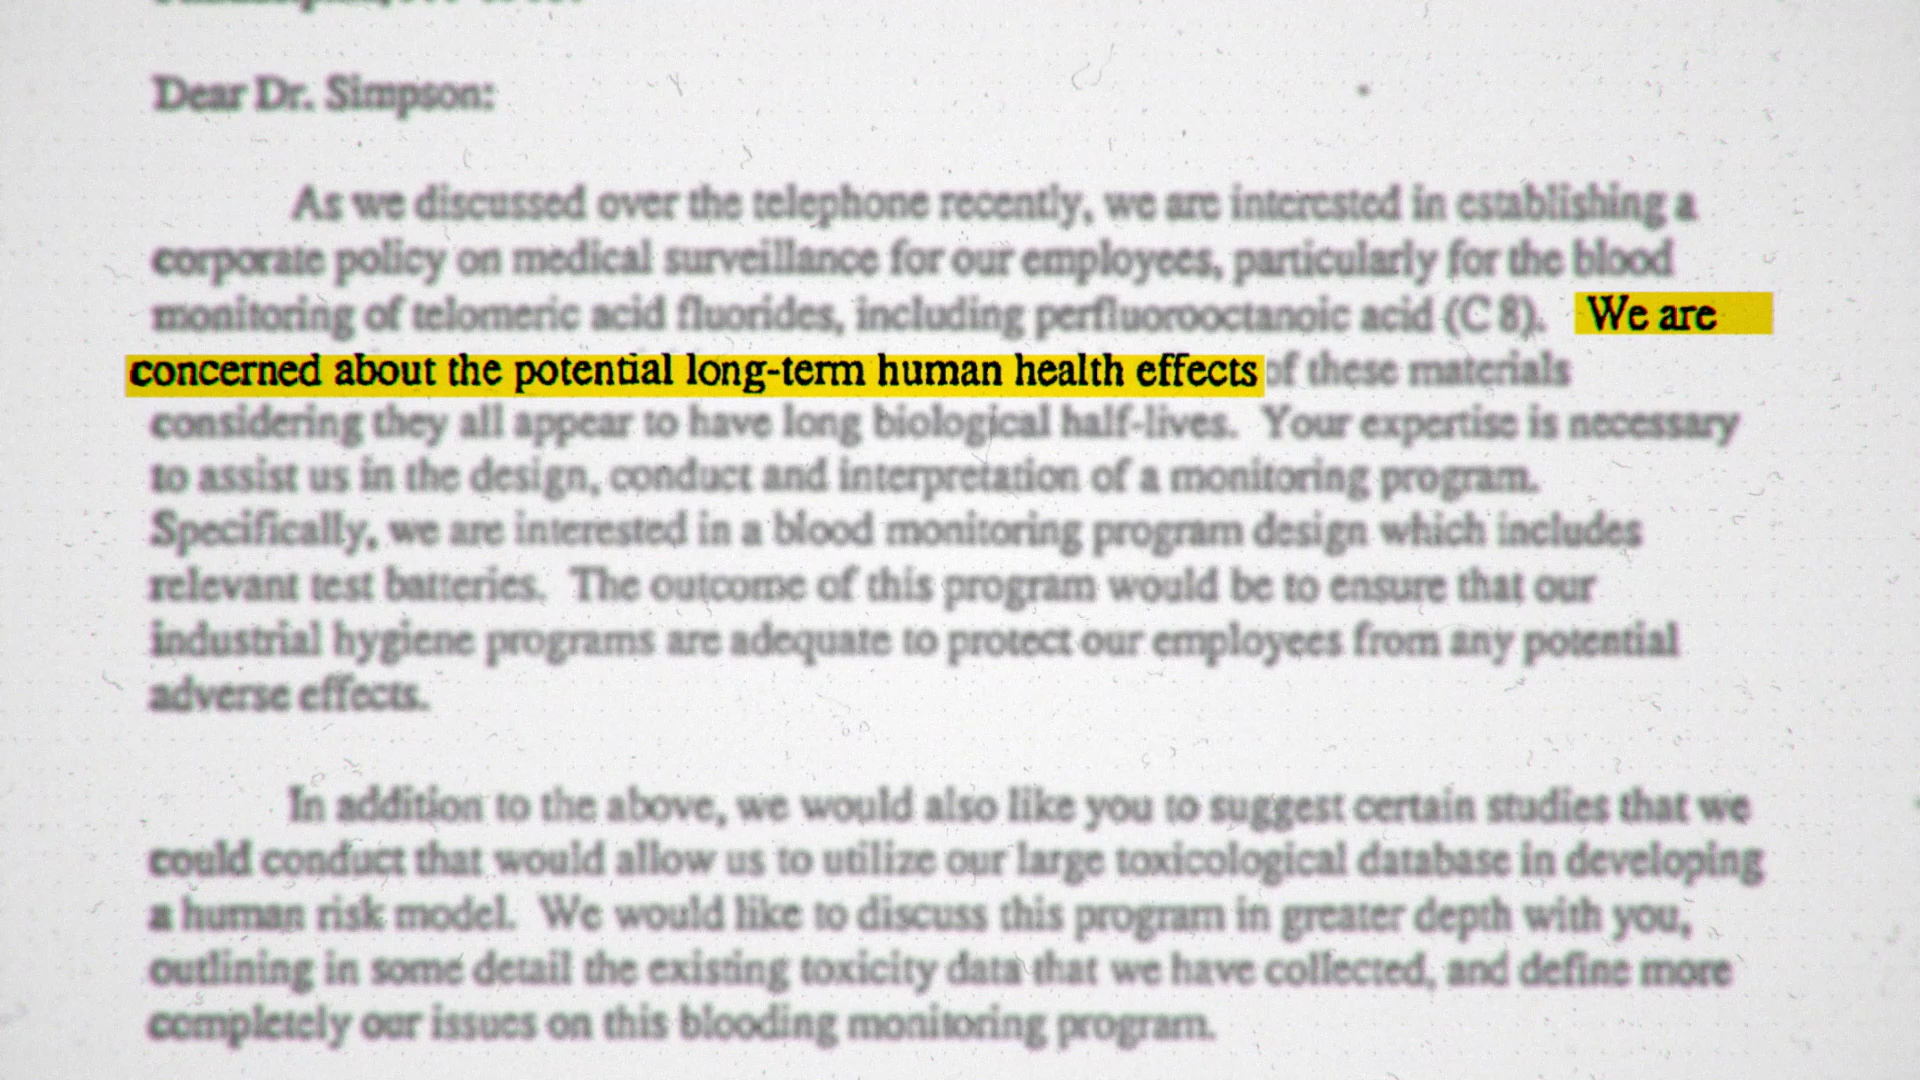 Dear Dr. Simpson:
As we discussed over the telephone recently, we are interested in establishing a
corporate policy on medical surveillance for our employees, particularly for the blood
monitoring of telomeric acid fluorides, including perfluorooctanoic acid (C 8). We are
concerned about the potential long-term human health effects of these materials
considering they all appear to have long biological half-lives. Your expertise is necessary
to assist us in the design, conduct and interpretation of a monitoring program.
Specifically, we are interested in a blood monitoring program design which includes
relevant test batteries. The outcome of this program would be to ensure that our
industrial hygiene programs are adequate to protect our employees from any potential
adverse effects.
In addition to the above, we would also like you to suggest certain studies that we
could conduct that would allow us to utilize our large toxicological database in developing
a human risk model. We would like to discuss this program in greater depth with you,
outlining in some detail the existing toxicity data that we have collected, and define more
completely our issues on this blooding monitoring program.